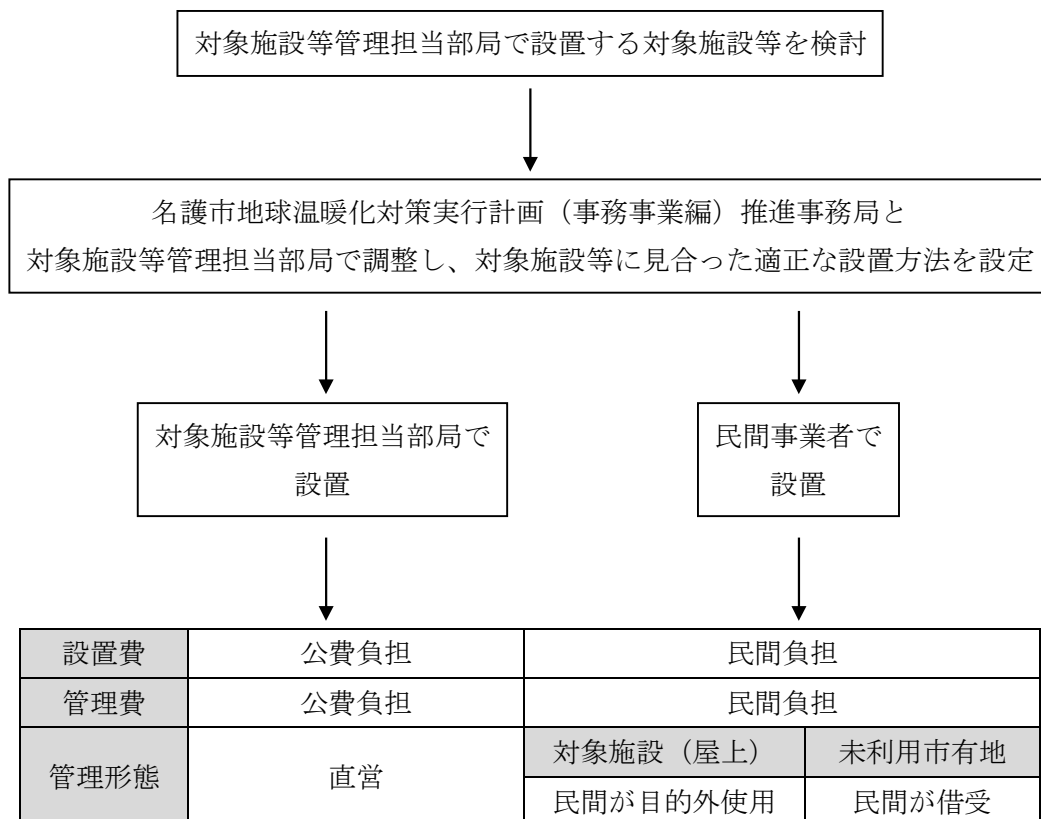 対象施設等管理担当部局で設置する対象施設等を検討
名護市地球温暖化対策実行計画（事務事業編）推進事務局と
対象施設等管理担当部局で調整し、対象施設等に見合った適正な設置方法を設定
対象施設等管理担当部局で
設置
民間事業者で
設置
設置費 公費負担 民間負担
管理費 公費負担 民間負担
管理形態 直営 対象施設（屋上） 未利用市有地
民間が目的外使用 民間が借受